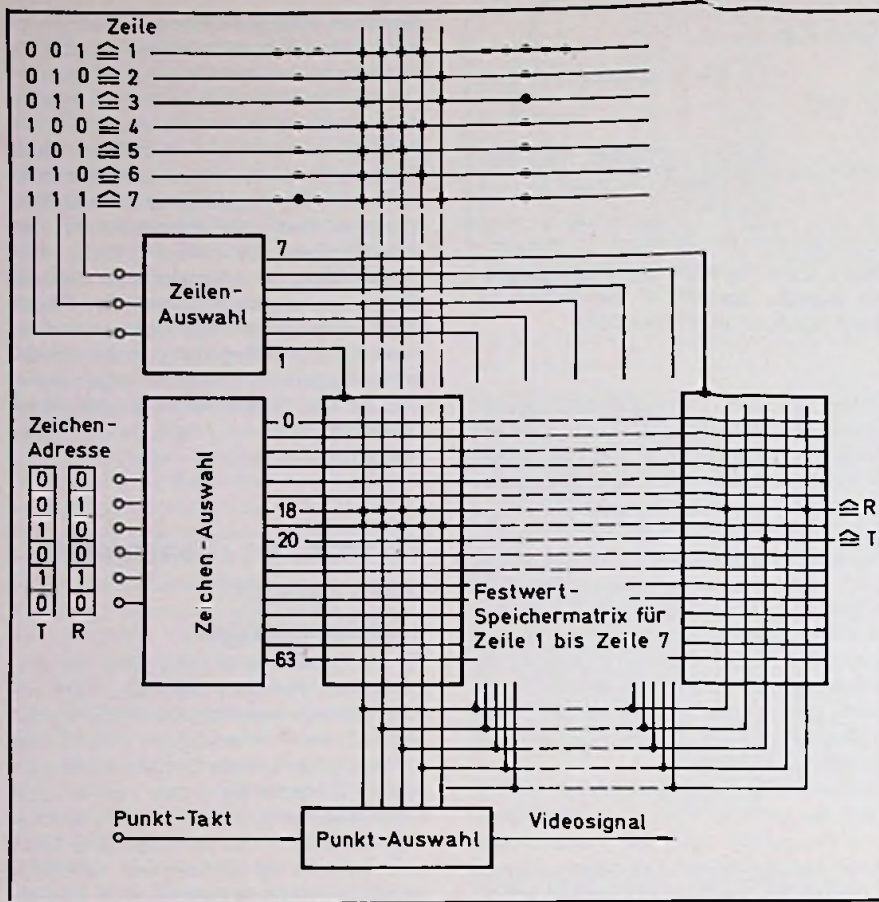 Zeile
0 0 1 ≙ 1
0 1 0 ≙ 2
0 1 1 ≙ 3
1 0 0 ≙ 4
1 0 1 ≙ 5
1 1 0 ≙ 6
1 1 1 ≙ 7
7
Zeilen-
Auswahl
1
Zeichen-
Adresse
0 0
0 1
1 0
0 0
1 1
0 0
T R
Zeichen-Auswahl
0
18
20
63
≙ R
≙ T
Festwert-
Speichermatrix für
Zeile 1 bis Zeile 7
Punkt-Takt
Punkt-Auswahl
Videosignal